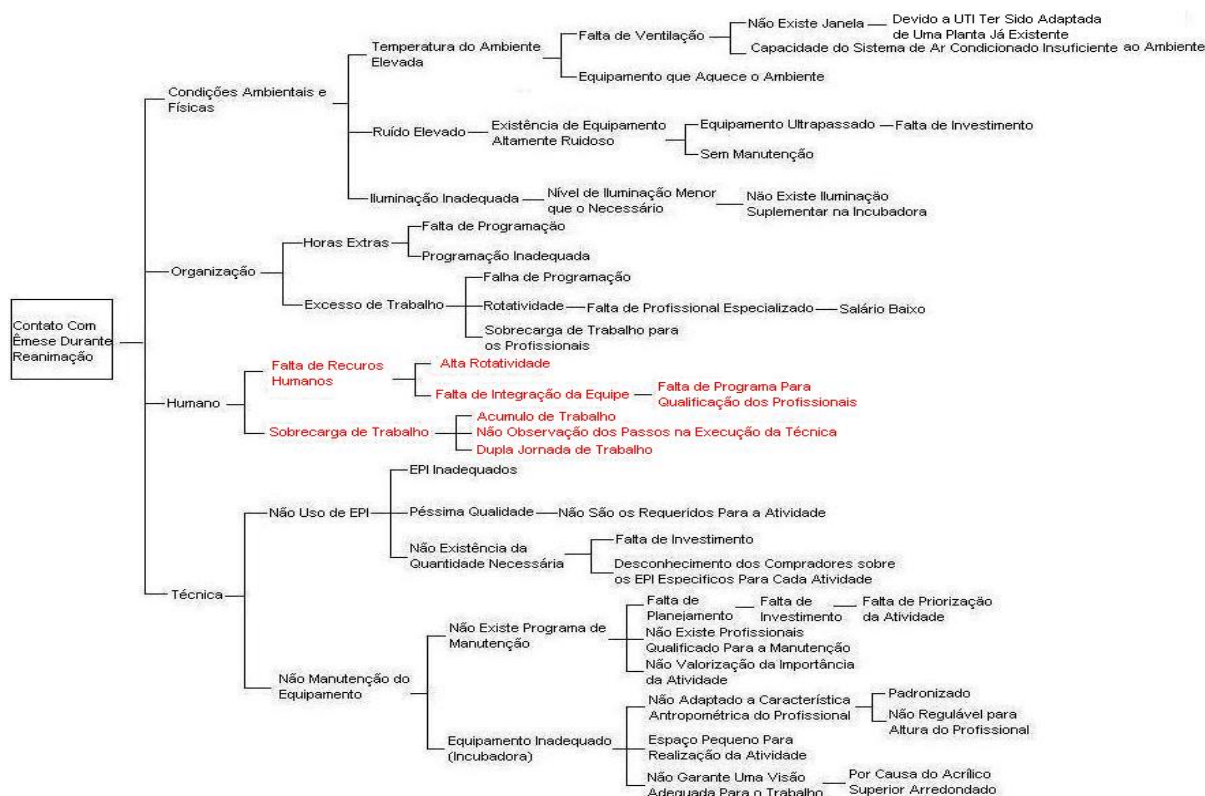 Não Existe Janela
Devido a UTI Ter Sido Adaptada
de Uma Planta Já Existente
Falta de Ventilação
Capacidade do Sistema de Ar Condicionado Insuficiente ao Ambiente
Temperatura do Ambiente
Elevada
Equipamento que Aquece o Ambiente
Condições Ambientais e
Físicas
Ruído Elevado
Existência de Equipamento
Altamente Ruidoso
Equipamento Ultrapassado
Falta de Investimento
Sem Manutenção
Iluminação Inadequada
Nível de Iluminação Menor
que o Necessário
Não Existe Iluminação
Suplementar na Incubadora
Organização
Horas Extras
Falta de Programação
Programação Inadequada
Excesso de Trabalho
Falha de Programação
Rotatividade
Falta de Profissional Especializado
Salário Baixo
Sobrecarga de Trabalho para
os Profissionais
Contato Com
Êmese Durante
Reanimação
Humano
Falta de Recuros
Humanos
Alta Rotatividade
Falta de Integração da Equipe
Falta de Programa Para
Qualificação dos Profissionais
Sobrecarga de Trabalho
Acumulo de Trabalho
Não Observação dos Passos na Execução da Técnica
Dupla Jornada de Trabalho
Técnica
Não Uso de EPI
EPI Inadequados
Péssima Qualidade
Não São os Requeridos Para a Atividade
Não Existência da
Quantidade Necessária
Falta de Investimento
Desconhecimento dos Compradores sobre
os EPI Especificos Para Cada Atividade
Não Manutenção do
Equipamento
Não Existe Programa de
Manutenção
Falta de
Planejamento
Falta de
Investimento
Falta de Priorização
da Atividade
Não Existe Profissionais
Qualificado Para a Manutenção
Não Valorização da Importância
da Atividade
Equipamento Inadequado
(Incubadora)
Não Adaptado a Característica
Antropométrica do Profissional
Padronizado
Não Regulável para
Altura do Profissional
Espaço Pequeno Para
Realização da Atividade
Não Garante Uma Visão
Adequada Para o Trabalho
Por Causa do Acrílico
Superior Arredondado